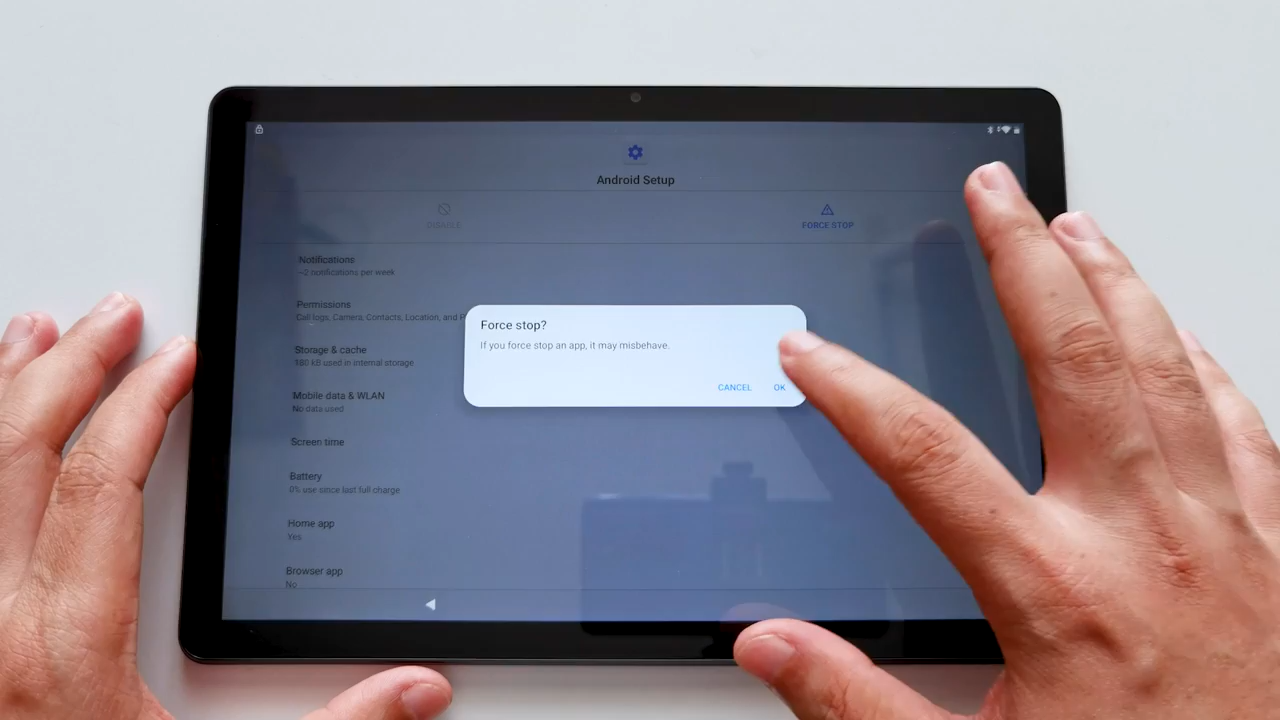 Android Setup
DISABLE
FORCE STOP
Notifications
~2 notifications per week
Permissions
Call logs, Camera, Contacts, Location, and P
Storage & cache
180 kB used in internal storage
Mobile data & WLAN
No data used
Screen time
Battery
0% use since last full charge
Home app
Yes
Browser app
No
Force stop?
If you force stop an app, it may misbehave.
CANCEL
OK